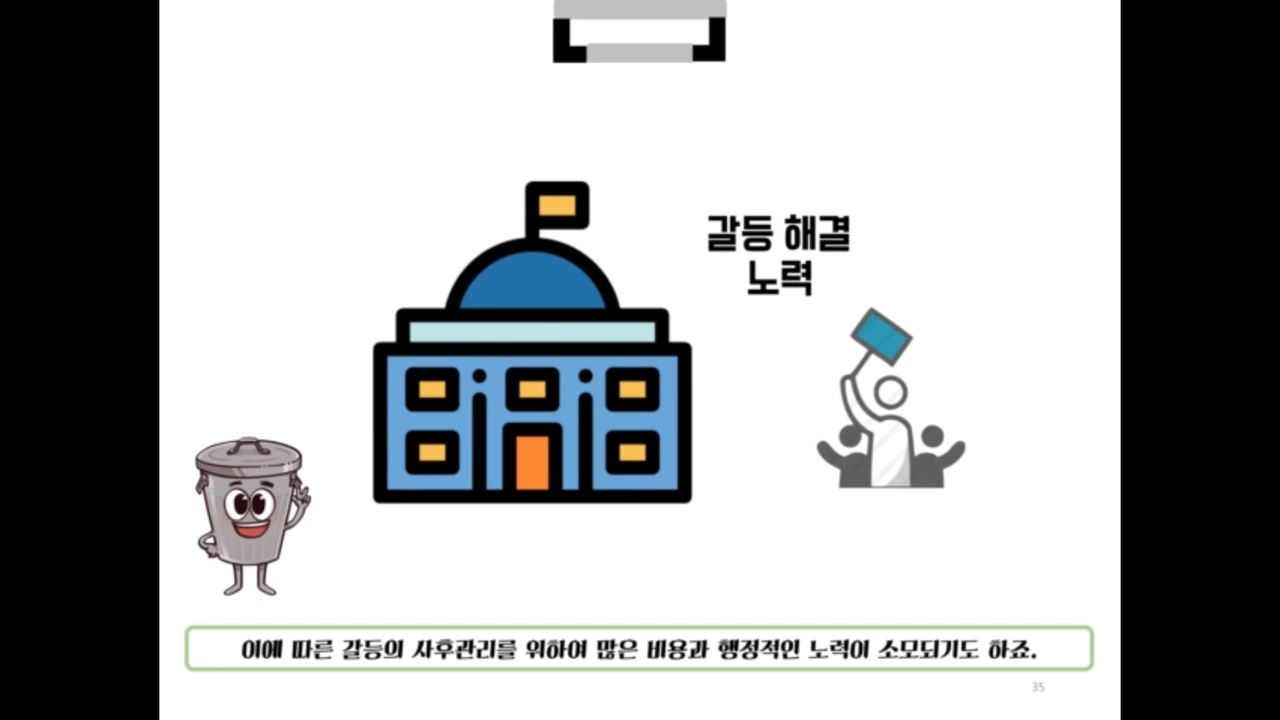 갈등 해결
노력
이에 따른 갈등의 사후관리를 위하여 많은 비용과 행정적인 노력이 소모되기도 하죠.
35